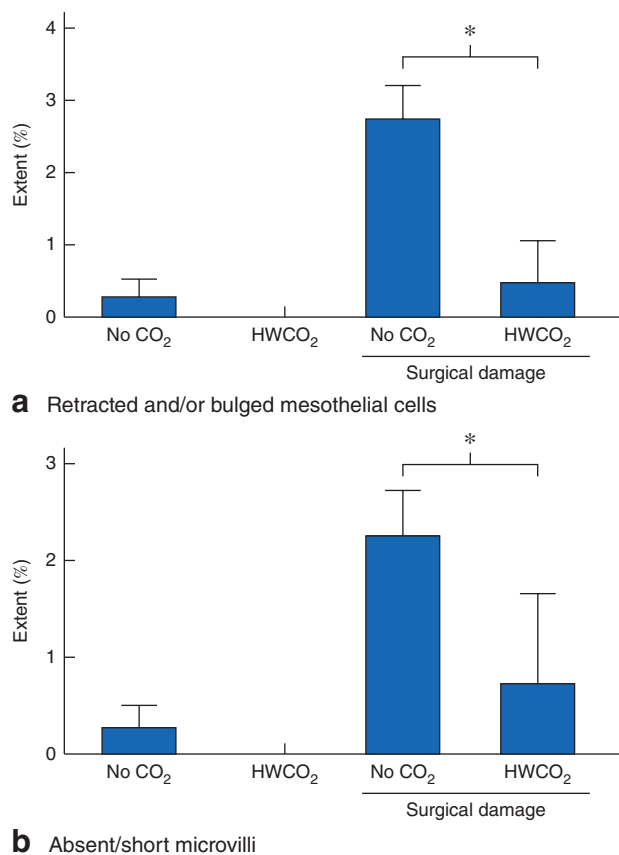 4
3
2
1
0
Extent (%)
*
No CO₂ HWCO₂ No CO₂ HWCO₂
Surgical damage
a Retracted and/or bulged mesothelial cells
3
2
1
0
Extent (%)
*
No CO₂ HWCO₂ No CO₂ HWCO₂
Surgical damage
b Absent/short microvilli